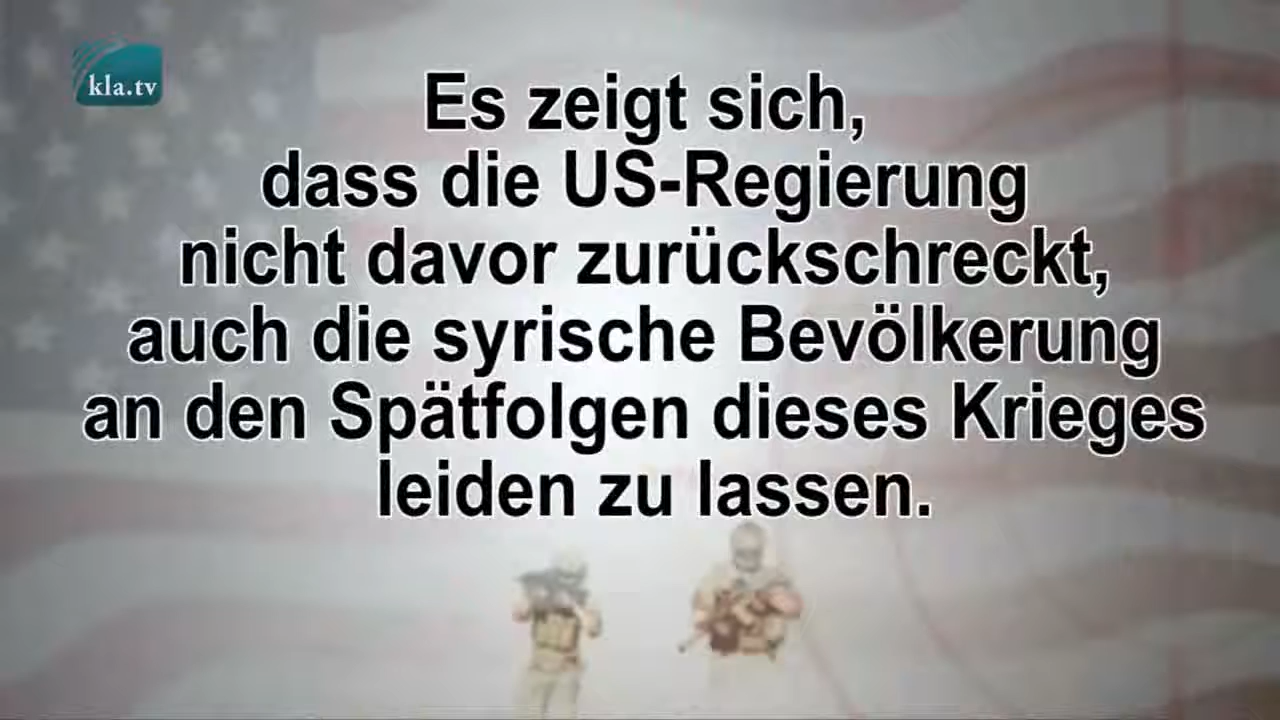 kla.tv
Es zeigt sich,
dass die US-Regierung
nicht davor zurückschreckt,
auch die syrische Bevölkerung
an den Spätfolgen dieses Krieges
leiden zu lassen.